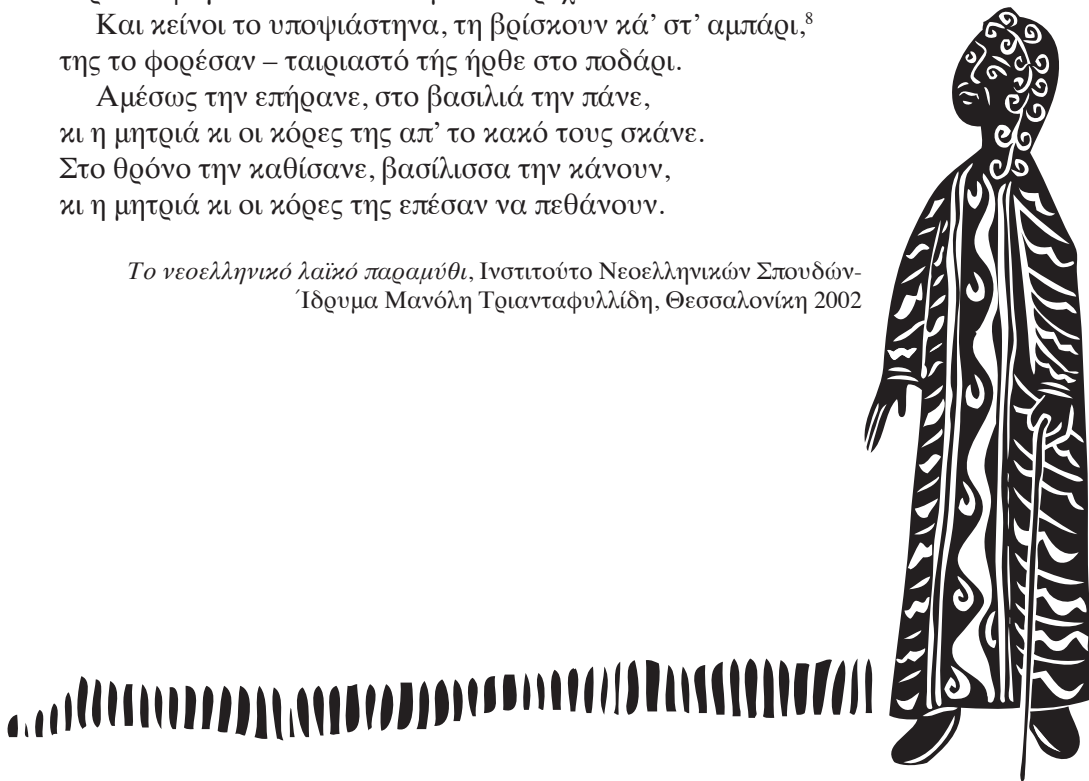 Και κείνοι το υποψιάστηνα, τη βρίσκουν κά’ στ’ αμπάρι,8
της το φορέσαν – ταιριαστό τής ήρθε στο ποδάρι.
Αμέσως την επήρανε, στο βασιλιά την πάνε,
κι η μητριά κι οι κόρες της απ’ το κακό τους σκάνε.
Στο θρόνο την καθίσανε, βασίλισσα την κάνουν,
κι η μητριά κι οι κόρες της επέσαν να πεθάνουν.
Το νεοελληνικό λαϊκό παραμύθι, Ινστιτούτο Νεοελληνικών Σπουδών-
Ίδρυμα Μανόλη Τριανταφυλλίδη, Θεσσαλονίκη 2002